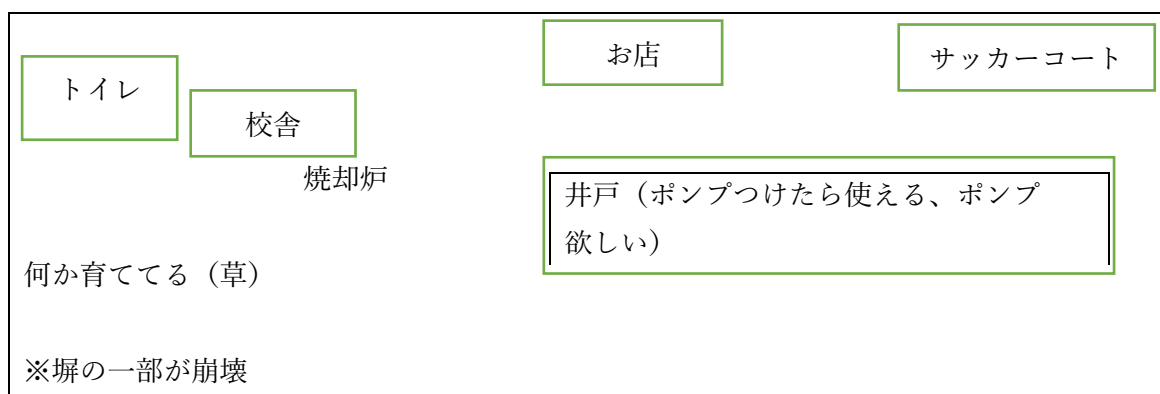 お店
サッカーコート
トイレ
校舎
焼却炉
井戸（ポンプつけたら使える、ポンプ
欲しい）
何か育ててる（草）
※塀の一部が崩壊